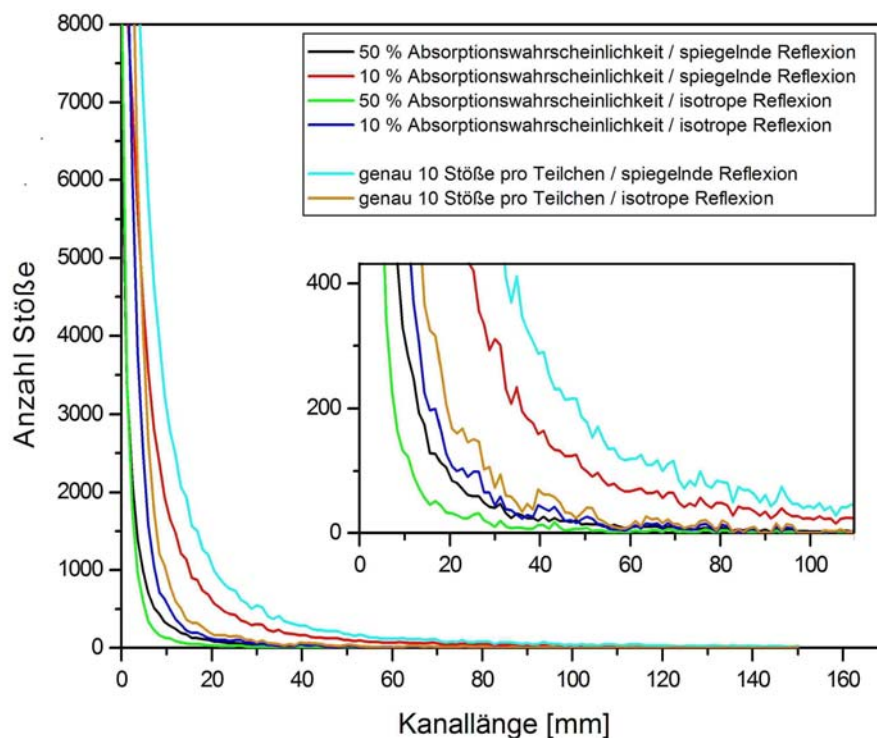 8000
7000
6000
5000
4000
3000
2000
1000
0
Anzahl Stöße
50 % Absorptionswahrscheinlichkeit / spiegelnde Reflexion
10 % Absorptionswahrscheinlichkeit / spiegelnde Reflexion
50 % Absorptionswahrscheinlichkeit / isotrope Reflexion
10 % Absorptionswahrscheinlichkeit / isotrope Reflexion
genau 10 Stöße pro Teilchen / spiegelnde Reflexion
genau 10 Stöße pro Teilchen / isotrope Reflexion
400
200
0
0 20 40 60 80 100
0 20 40 60 80 100 120 140 160
Kanallänge [mm]